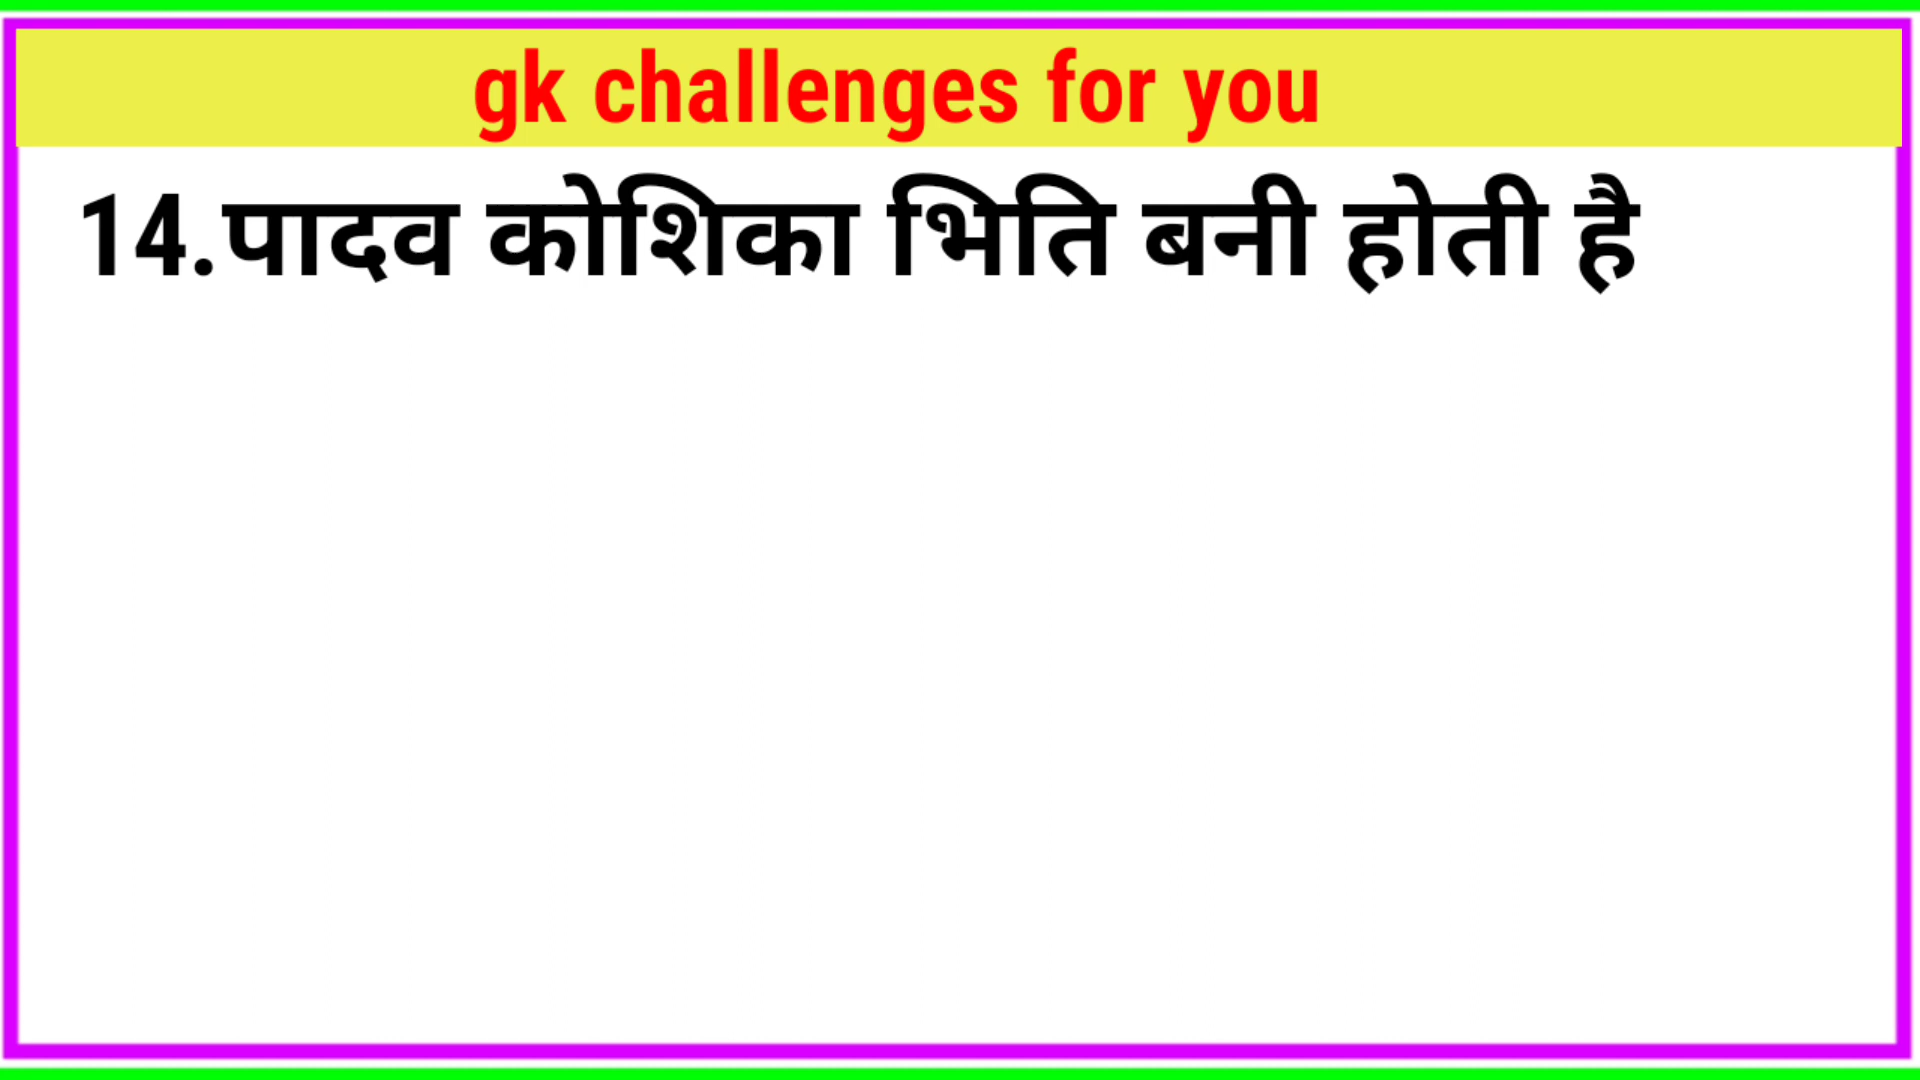 gk challenges for you
14.पादव कोशिका भिति बनी होती है